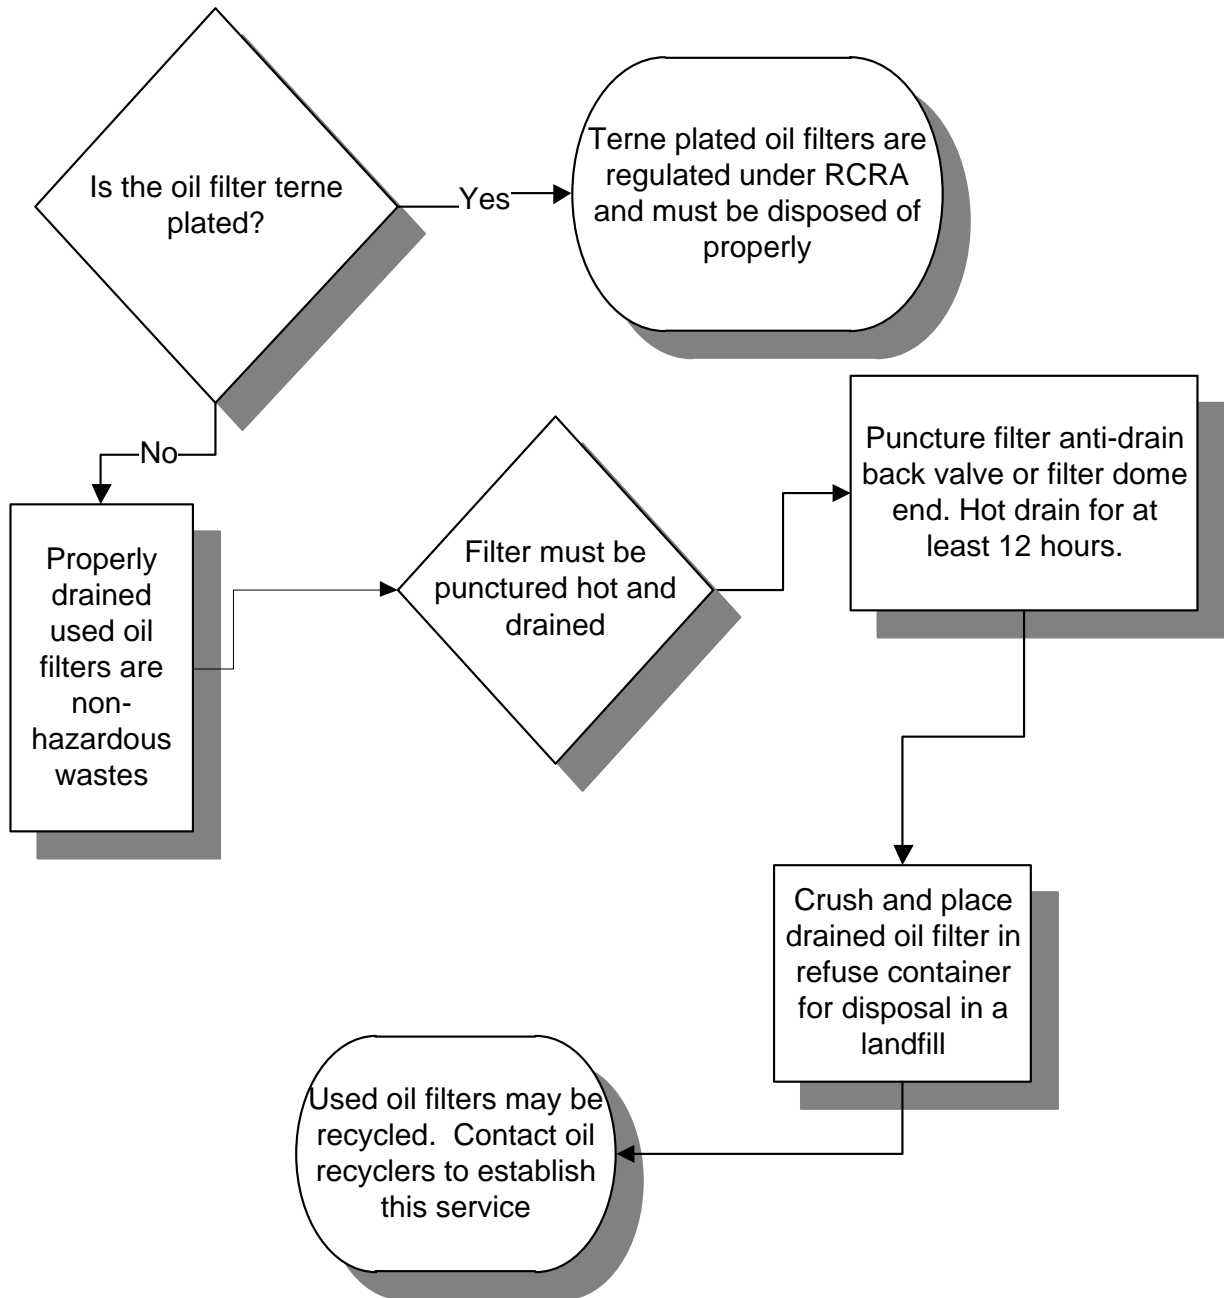 Is the oil filter terne
plated?
Yes
Terne plated oil filters are
regulated under RCRA
and must be disposed of
properly
No
Properly
drained
used oil
filters are
non-
hazardous
wastes
Filter must be
punctured hot and
drained
Puncture filter anti-drain
back valve or filter dome
end. Hot drain for at
least 12 hours.
Crush and place
drained oil filter in
refuse container
for disposal in a
landfill
Used oil filters may be
recycled.  Contact oil
recyclers to establish
this service